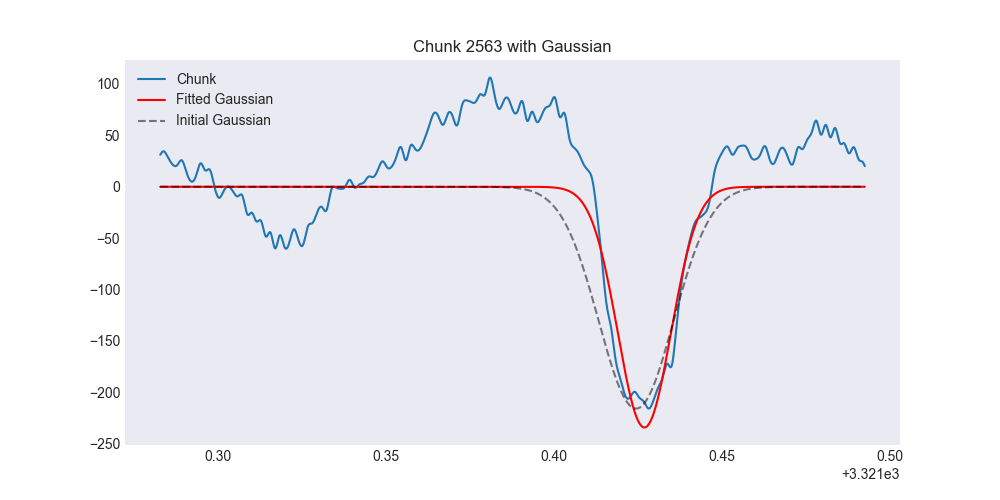 Chunk 2563 with Gaussian
Chunk
Fitted Gaussian
Initial Gaussian
100
50
0
−50
−100
−150
−200
−250
0.30 0.35 0.40 0.45 0.50
+3.321e3